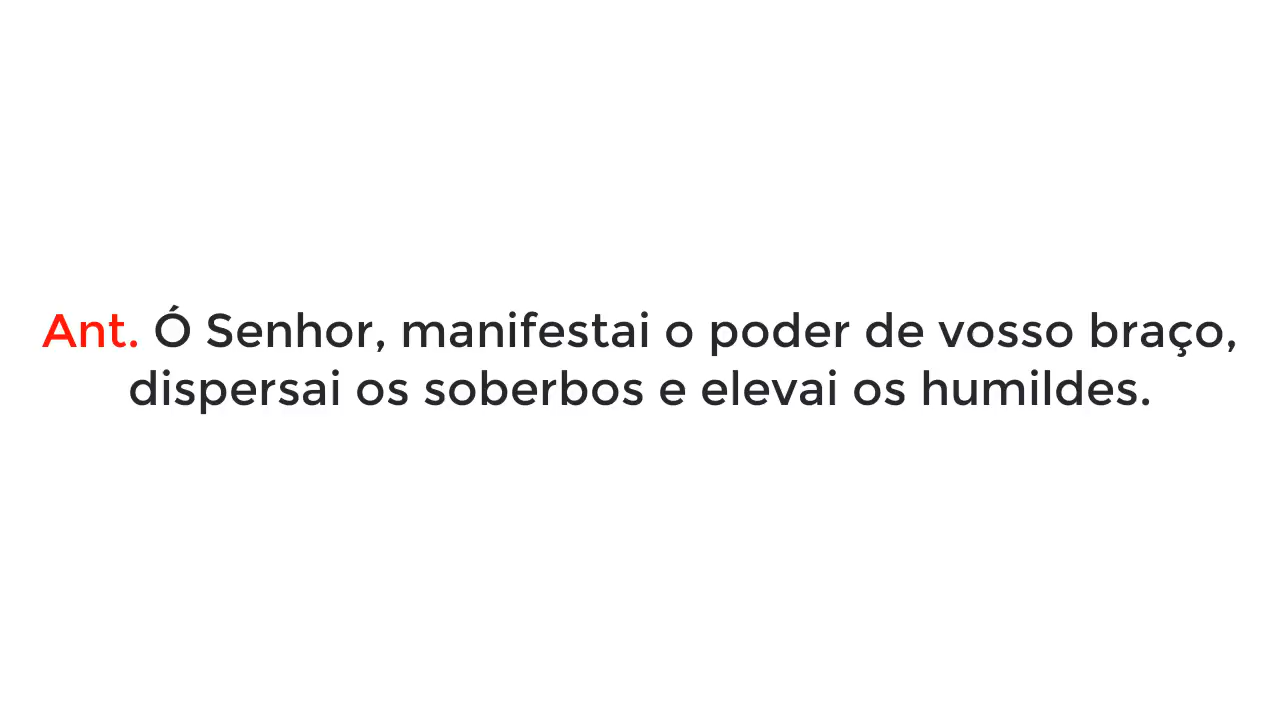 Ant. Ó Senhor, manifestai o poder de vosso braço,
dispersai os soberbos e elevai os humildes.